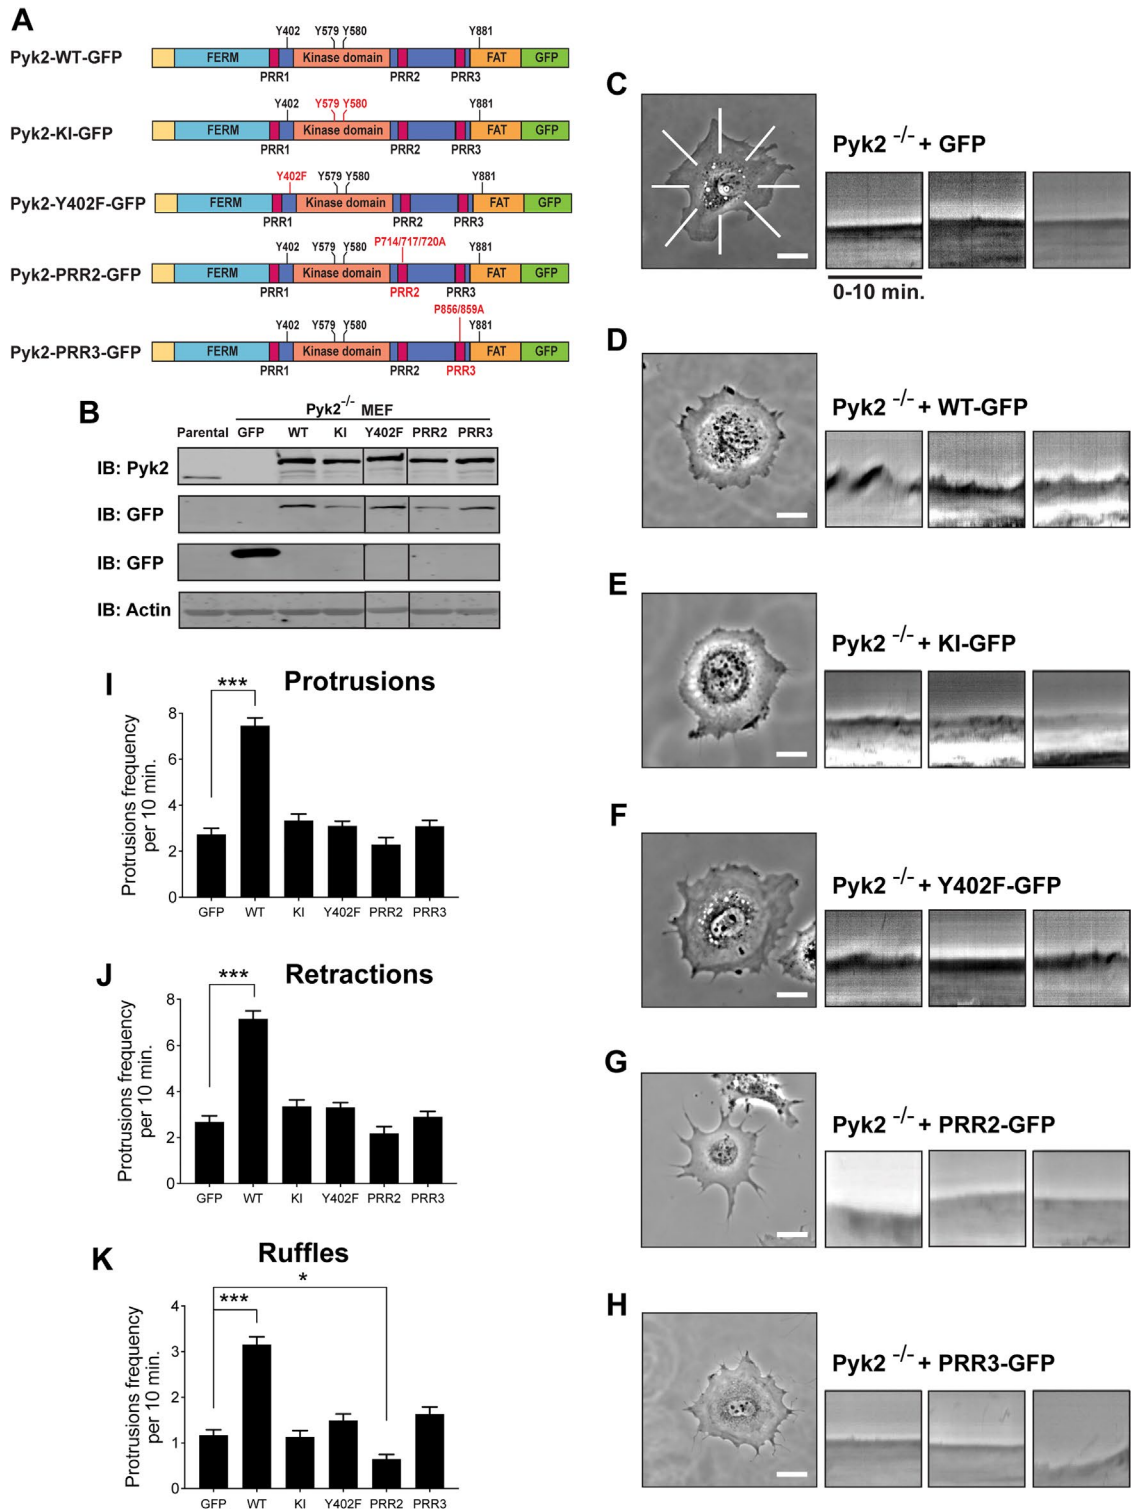 A
Y402 Y579 Y580 Y881
Pyk2-WT-GFP FERM Kinase domain FAT GFP
PRR1 PRR2 PRR3
Y402 Y579 Y580 Y881
Pyk2-KI-GFP FERM Kinase domain FAT GFP
PRR1 PRR2 PRR3
Y402F Y579 Y580 Y881
Pyk2-Y402F-GFP FERM Kinase domain FAT GFP
PRR1 PRR2 PRR3
P714/717/720A
Y402 Y579 Y580 Y881
Pyk2-PRR2-GFP FERM Kinase domain FAT GFP
PRR1 PRR2 PRR3
P856/859A
Y402 Y579 Y580 Y881
Pyk2-PRR3-GFP FERM Kinase domain FAT GFP
PRR1 PRR2 PRR3
B
Pyk2-/- MEF
Parental GFP WT KI Y402F PRR2 PRR3
IB: Pyk2
IB: GFP
IB: GFP
IB: Actin
C
Pyk2 -/- + GFP
0-10 min.
D
Pyk2 -/- + WT-GFP
E
Pyk2 -/- + KI-GFP
F
Pyk2 -/- + Y402F-GFP
G
Pyk2 -/- + PRR2-GFP
H
Pyk2 -/- + PRR3-GFP
I
Protrusions
***
Protrusions frequency
per 10 min.
8
6
4
2
0
GFP WT KI Y402F PRR2 PRR3
J
Retractions
***
Protrusions frequency
per 10 min.
8
6
4
2
0
GFP WT KI Y402F PRR2 PRR3
K
Ruffles
*
***
Protrusions frequency
per 10 min.
4
3
2
1
0
GFP WT KI Y402F PRR2 PRR3